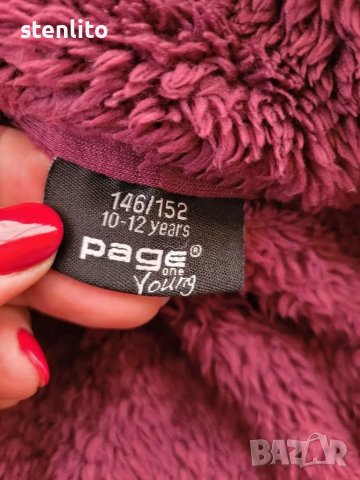 stenlito
146/152
10-12 years
page®
one
Young
BAZAR